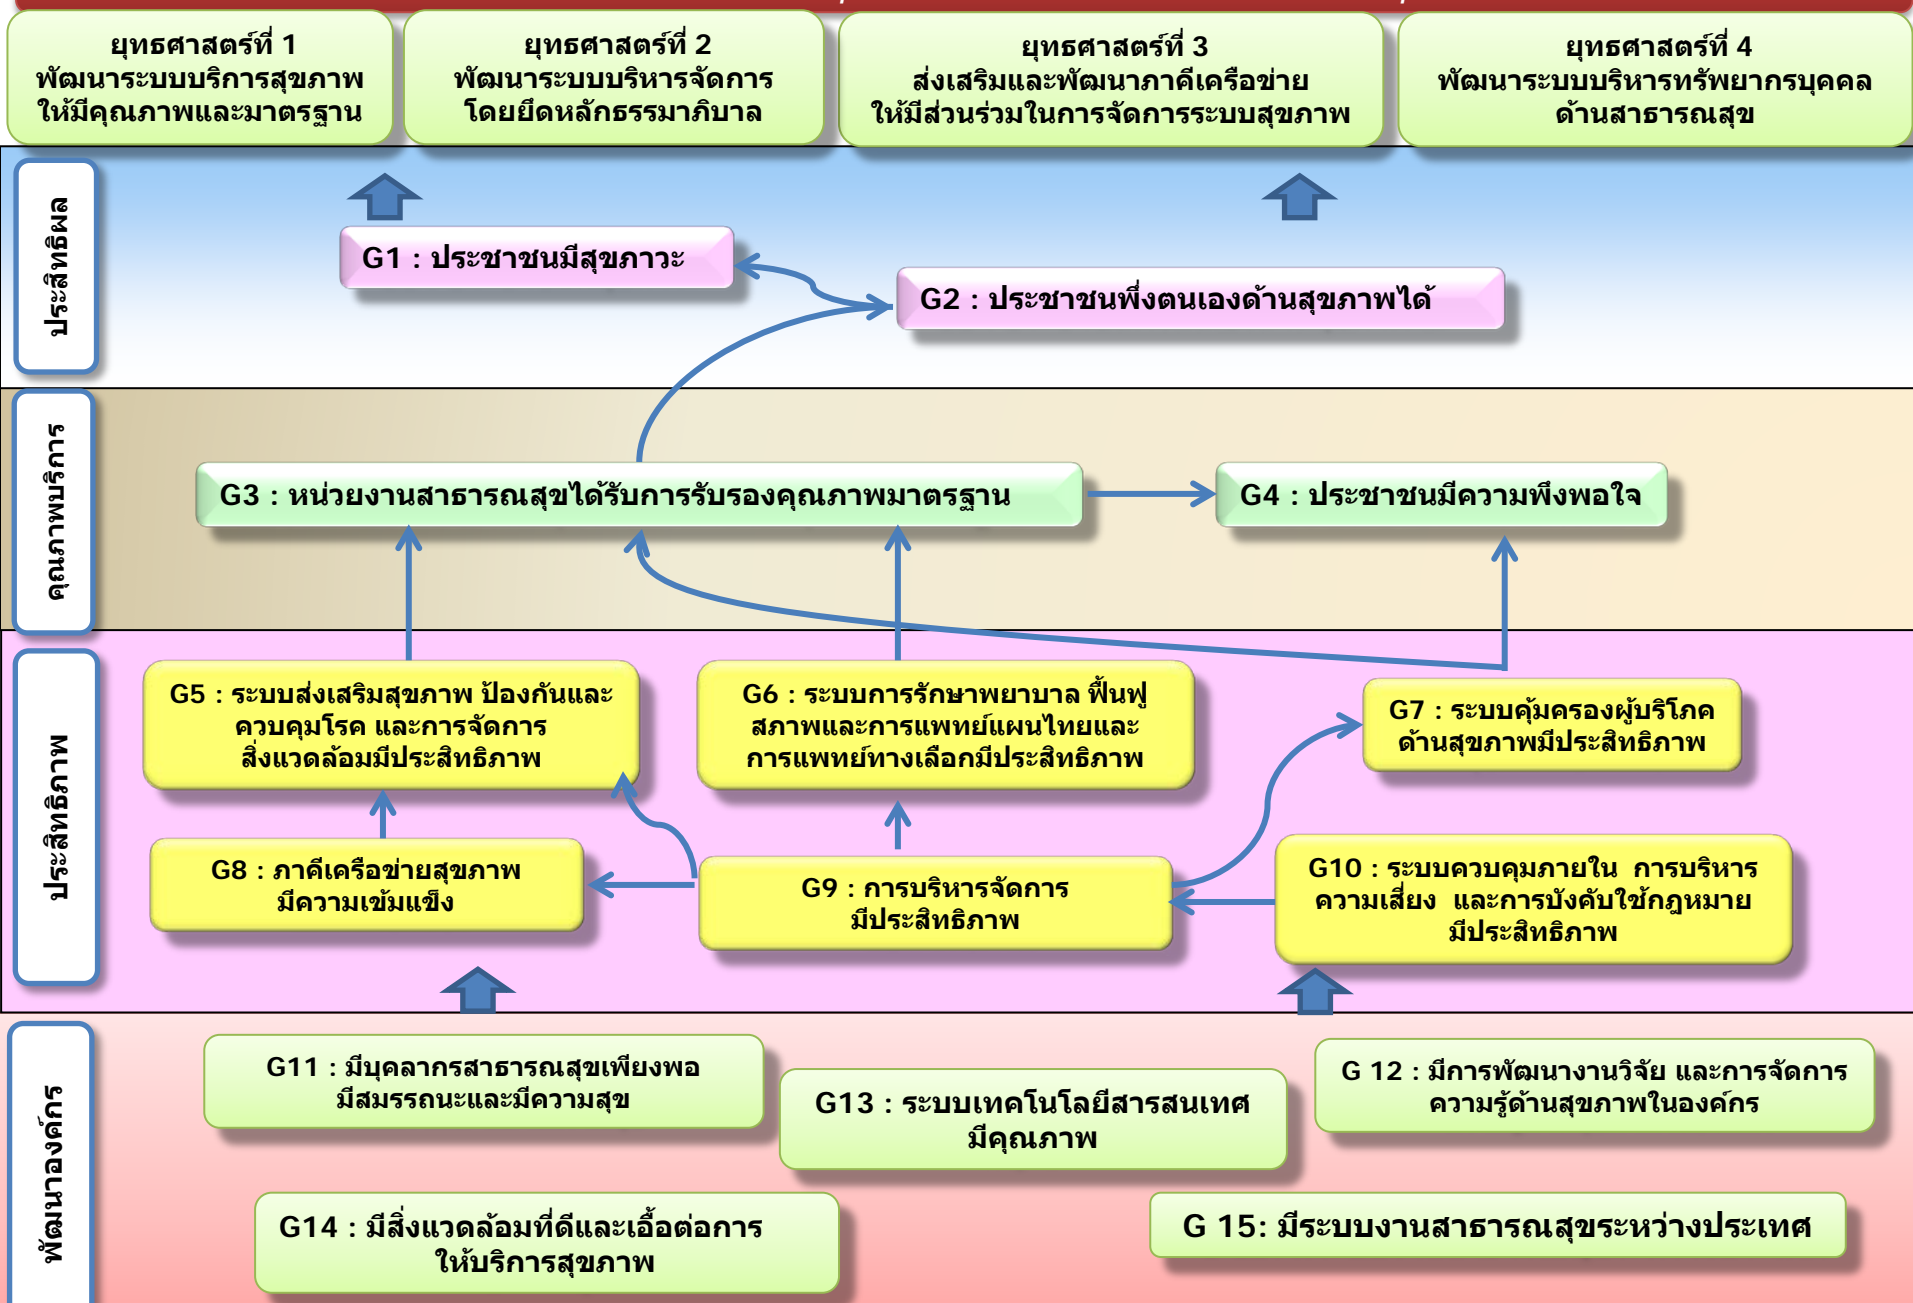 ยุทธศาสตร์ที่ 1
พัฒนาระบบบริการสุขภาพ
ให้มีคุณภาพและมาตรฐาน
ยุทธศาสตร์ที่ 2
พัฒนาระบบบริหารจัดการ
โดยยึดหลักธรรมาภิบาล
ยุทธศาสตร์ที่ 3
ส่งเสริมและพัฒนาภาคีเครือข่าย
ให้มีส่วนร่วมในการจัดการระบบสุขภาพ
ยุทธศาสตร์ที่ 4
พัฒนาระบบบริหารทรัพยากรบุคคล
ด้านสาธารณสุข
ประสิทธิผล
G1 : ประชาชนมีสุขภาวะ
G2 : ประชาชนพึ่งตนเองด้านสุขภาพได้
คุณภาพบริการ
G3 : หน่วยงานสาธารณสุขได้รับการรับรองคุณภาพมาตรฐาน
G4 : ประชาชนมีความพึงพอใจ
ประสิทธิภาพ
G5 : ระบบส่งเสริมสุขภาพ ป้องกันและ
ควบคุมโรค และการจัดการ
สิ่งแวดล้อมมีประสิทธิภาพ
G6 : ระบบการรักษาพยาบาล ฟื้นฟู
สภาพและการแพทย์แผนไทยและ
การแพทย์ทางเลือกมีประสิทธิภาพ
G7 : ระบบคุ้มครองผู้บริโภค
ด้านสุขภาพมีประสิทธิภาพ
G8 : ภาคีเครือข่ายสุขภาพ
มีความเข้มแข็ง
G9 : การบริหารจัดการ
มีประสิทธิภาพ
G10 : ระบบควบคุมภายใน การบริหาร
ความเสี่ยง และการบังคับใช้กฎหมาย
มีประสิทธิภาพ
พัฒนาองค์กร
G11 : มีบุคลากรสาธารณสุขเพียงพอ
มีสมรรถนะและมีความสุข
G13 : ระบบเทคโนโลยีสารสนเทศ
มีคุณภาพ
G 12 : มีการพัฒนางานวิจัย และการจัดการ
ความรู้ด้านสุขภาพในองค์กร
G14 : มีสิ่งแวดล้อมที่ดีและเอื้อต่อการ
ให้บริการสุขภาพ
G 15: มีระบบงานสาธารณสุขระหว่างประเทศ